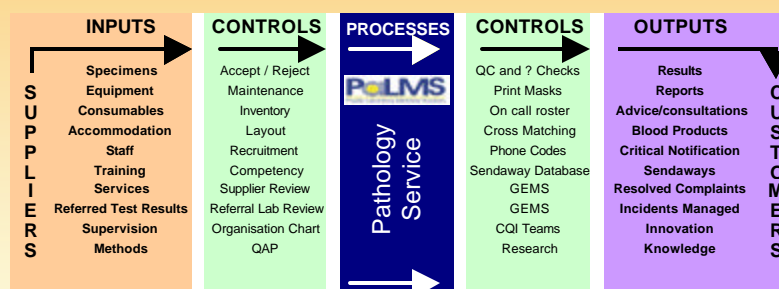 INPUTS
CONTROLS
PROCESSES
CONTROLS
OUTPUTS
SUPPLIERS
Specimens
Equipment
Consumables
Accommodation
Staff
Training
Services
Referred Test Results
Supervision
Methods
Accept / Reject
Maintenance
Inventory
Layout
Recruitment
Competency
Supplier Review
Referral Lab Review
Organisation Chart
QAP
PaLMS
Pathology
Service
QC and ? Checks
Print Masks
On call roster
Cross Matching
Phone Codes
Sendaway Database
GEMS
GEMS
CQI Teams
Research
Results
Reports
Advice/consultations
Blood Products
Critical Notification
Sendaways
Resolved Complaints
Incidents Managed
Innovation
Knowledge
CUSTOMERS